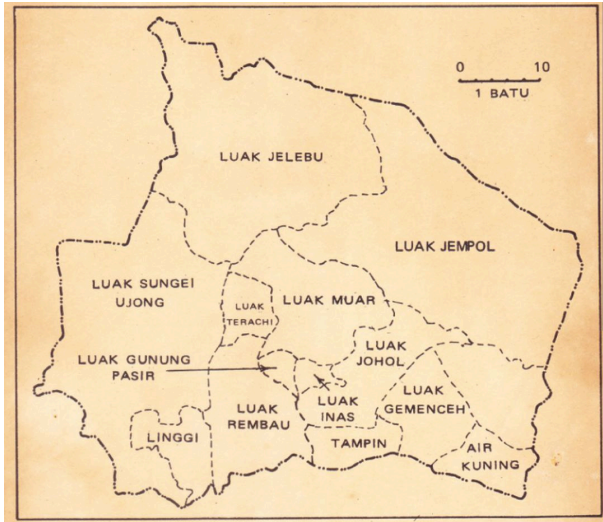 0 10
1 BATU
LUAK JELEBU
LUAK JEMPOL
LUAK SUNGEI
UJONG
LUAK MUAR
LUAK
TERACHI
LUAK GUNUNG
PASIR
LUAK
JOHOL
LUAK
INAS
LUAK
GEMENCEH
LUAK
REMBAU
LINGGI
TAMPIN
AIR
KUNING